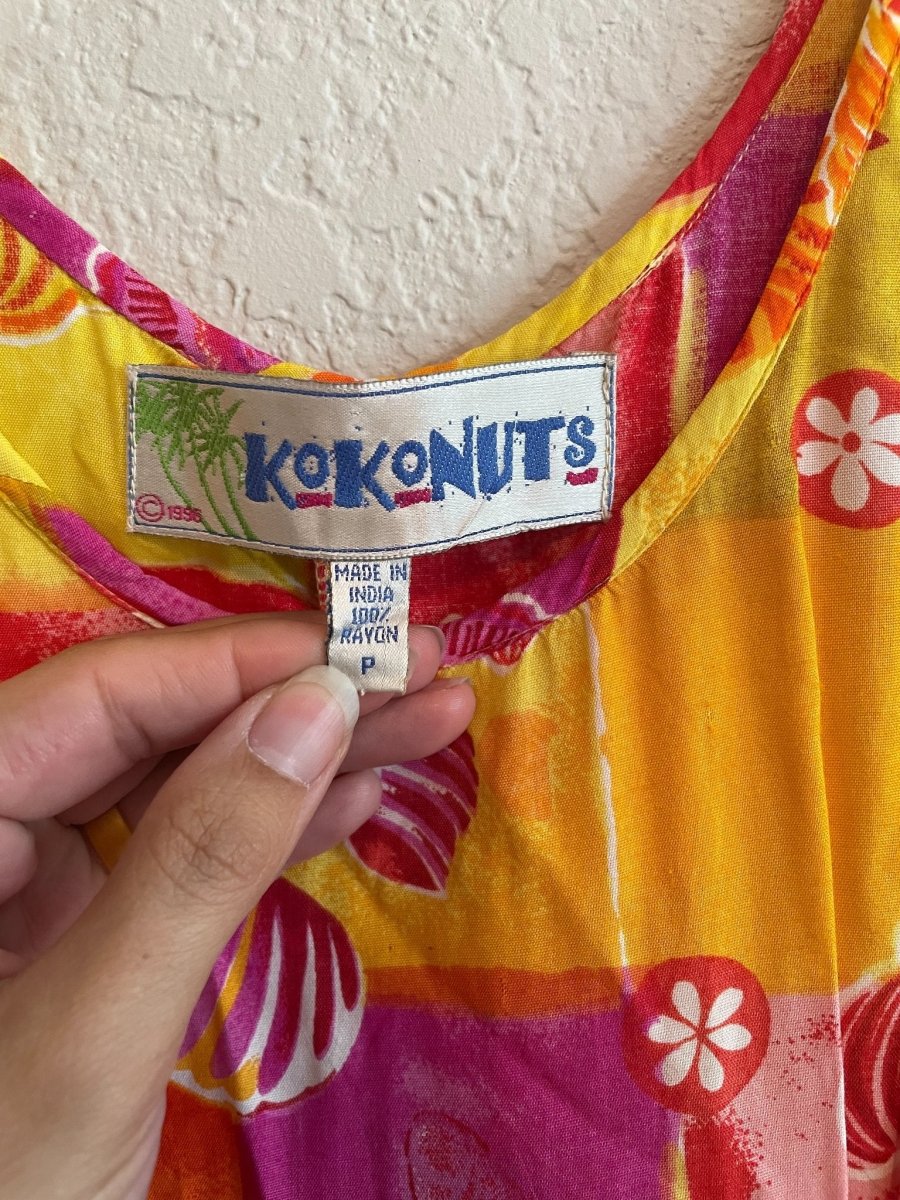 KOKONUTS
© 1996
MADE IN
INDIA
100%
RAYON
P